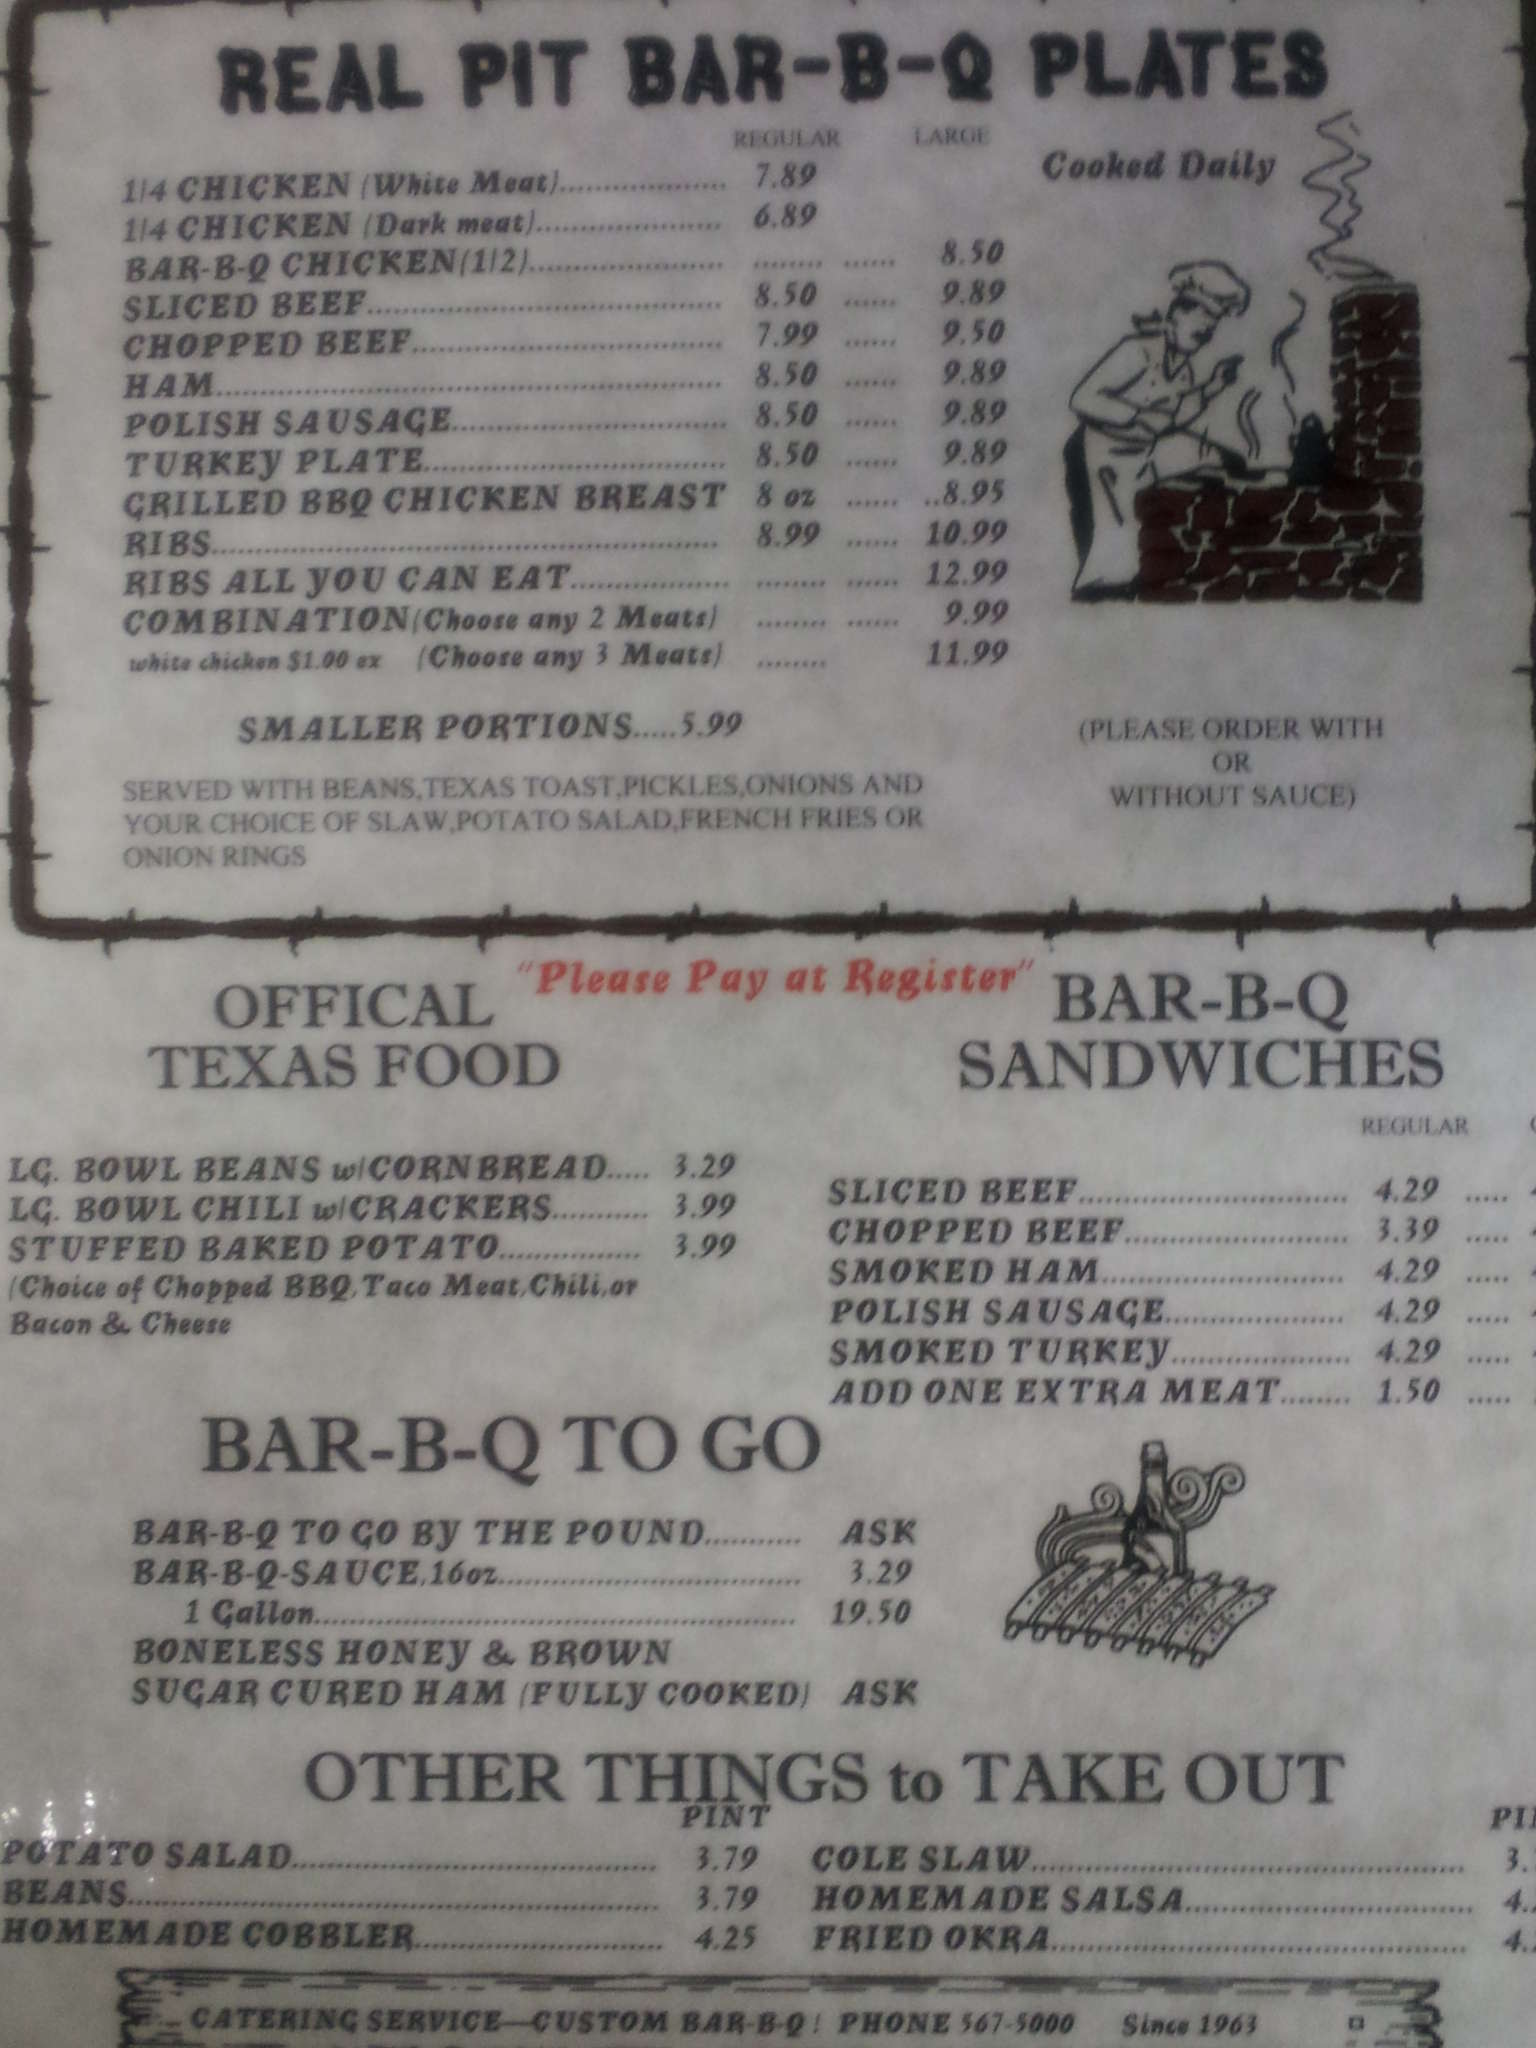 REAL PIT BAR-B-Q PLATES
REGULAR LARGE
Cooked Daily
1/4 CHICKEN (White Meat)................... 7.89
1/4 CHICKEN (Dark meat)..................... 6.89
BAR-B-Q CHICKEN(1/2)...................... ........ ...... 8.50
SLICED BEEF........................................ 8.50 ...... 9.89
CHOPPED BEEF................................... 7.99 ...... 9.50
HAM......................................................... 8.50 ...... 9.89
POLISH SAUSAGE............................... 8.50 ...... 9.89
TURKEY PLATE.................................. 8.50 ...... 9.89
GRILLED BBQ CHICKEN BREAST 8 oz ...... ..8.95
RIBS......................................................... 8.99 ...... 10.99
RIBS ALL YOU CAN EAT.................. ........ ...... 12.99
COMBINATION(Choose any 2 Meats) ........ ...... 9.99
white chicken $1.00 ex (Choose any 3 Meats) ........ 11.99
SMALLER PORTIONS.....5.99
(PLEASE ORDER WITH
OR
WITHOUT SAUCE)
SERVED WITH BEANS,TEXAS TOAST,PICKLES,ONIONS AND
YOUR CHOICE OF SLAW,POTATO SALAD,FRENCH FRIES OR
ONION RINGS
"Please Pay at Register"
OFFICAL
TEXAS FOOD
LG. BOWL BEANS w/CORNBREAD..... 3.29
LG. BOWL CHILI w/CRACKERS........... 3.99
STUFFED BAKED POTATO................ 3.99
(Choice of Chopped BBQ,Taco Meat,Chili,or
Bacon & Cheese
BAR-B-Q
SANDWICHES
REGULAR
SLICED BEEF............................... 4.29 .....
CHOPPED BEEF......................... 3.39 .....
SMOKED HAM........................... 4.29 .....
POLISH SAUSAGE.................... 4.29 .....
SMOKED TURKEY.................... 4.29 .....
ADD ONE EXTRA MEAT........ 1.50 .....
BAR-B-Q TO GO
BAR-B-Q TO GO BY THE POUND.......... ASK
BAR-B-Q-SAUCE,16oz.................................. 3.29
1 Gallon...................................................... 19.50
BONELESS HONEY & BROWN
SUGAR CURED HAM (FULLY COOKED) ASK
OTHER THINGS to TAKE OUT
PINT
POTATO SALAD......................................... 3.79
BEANS............................................................ 3.79
HOMEMADE COBBLER............................ 4.25
COLE SLAW................................................
HOMEMADE SALSA................................
FRIED OKRA..............................................
CATERING SERVICE—CUSTOM BAR-B-Q! PHONE 567-5000 Since 1963